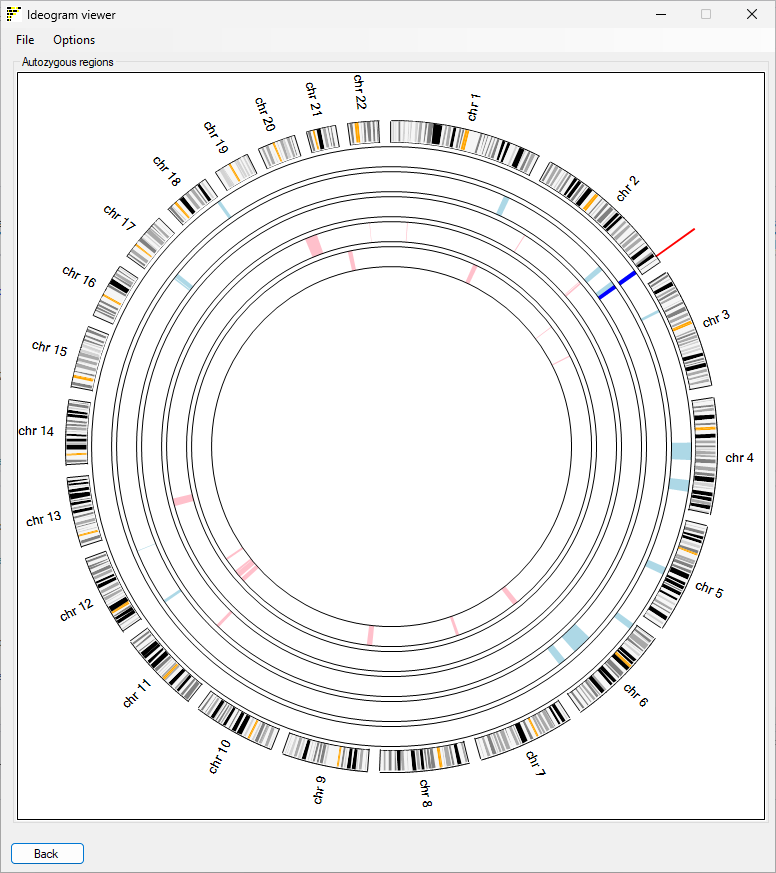 Ideogram viewer
File Options
Autozygous regions
chr 1
chr 2
chr 3
chr 4
chr 5
chr 6
chr 7
chr 8
chr 9
chr 10
chr 11
chr 12
chr 13
chr 14
chr 15
chr 16
chr 17
chr 18
chr 19
chr 20
chr 21
chr 22
Back